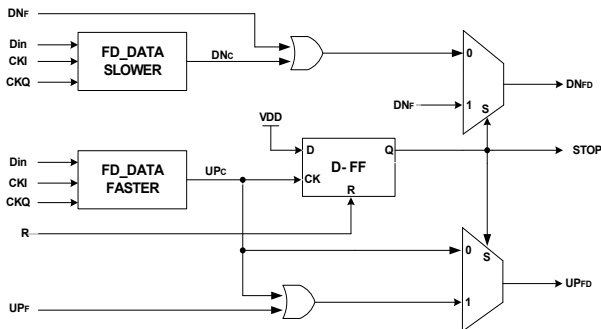 DNF
Din
CKI
CKQ
FD_DATA
SLOWER
DNC
0
1
S
DNF
DNFD
VDD
D
Q
D-FF
CK
R
STOP
Din
CKI
CKQ
FD_DATA
FASTER
UPC
R
0
S
1
UPFD
UPF